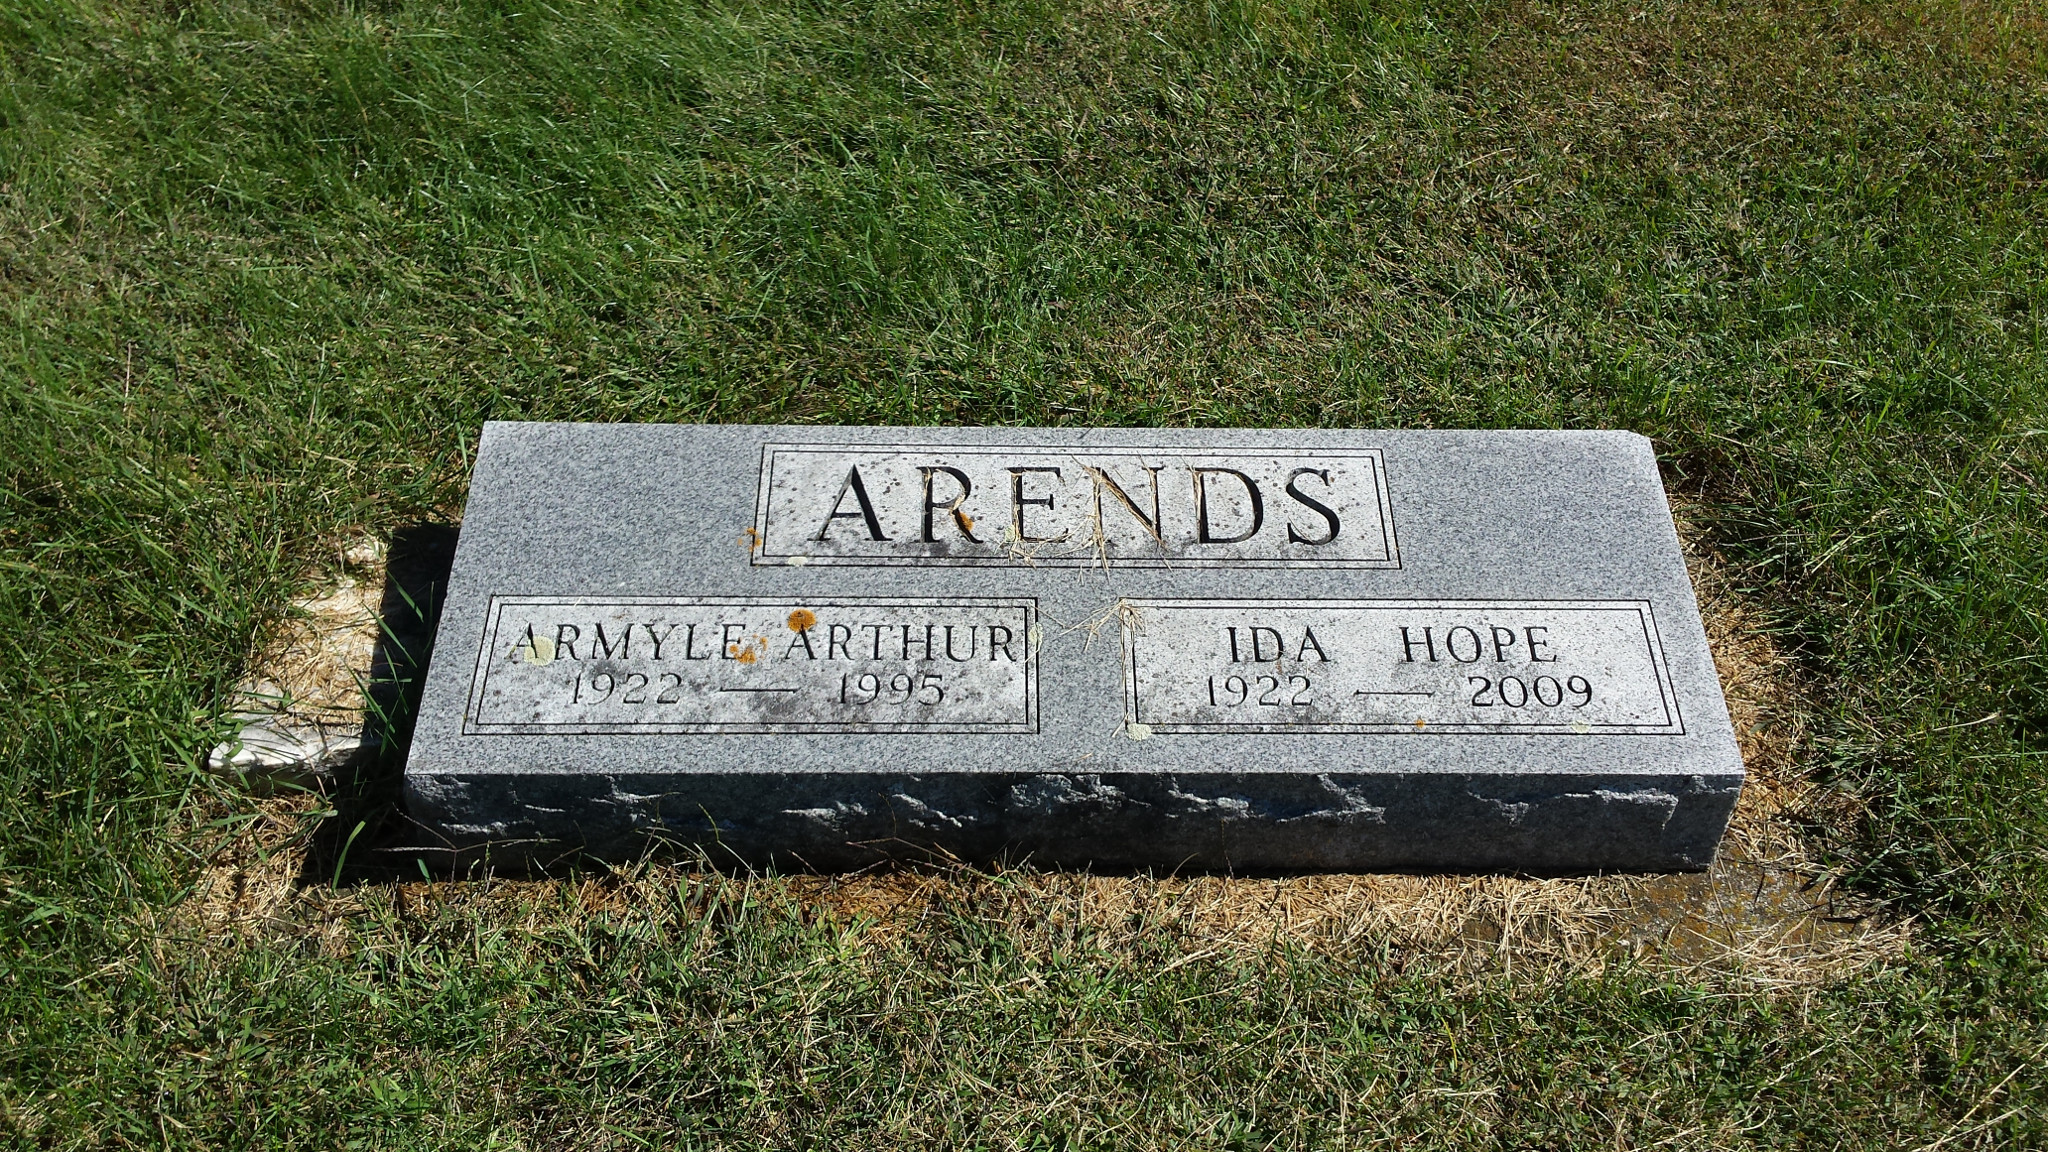 ARENDS
ARMYLE ARTHUR
1922 — 1995
IDA HOPE
1922 — 2009